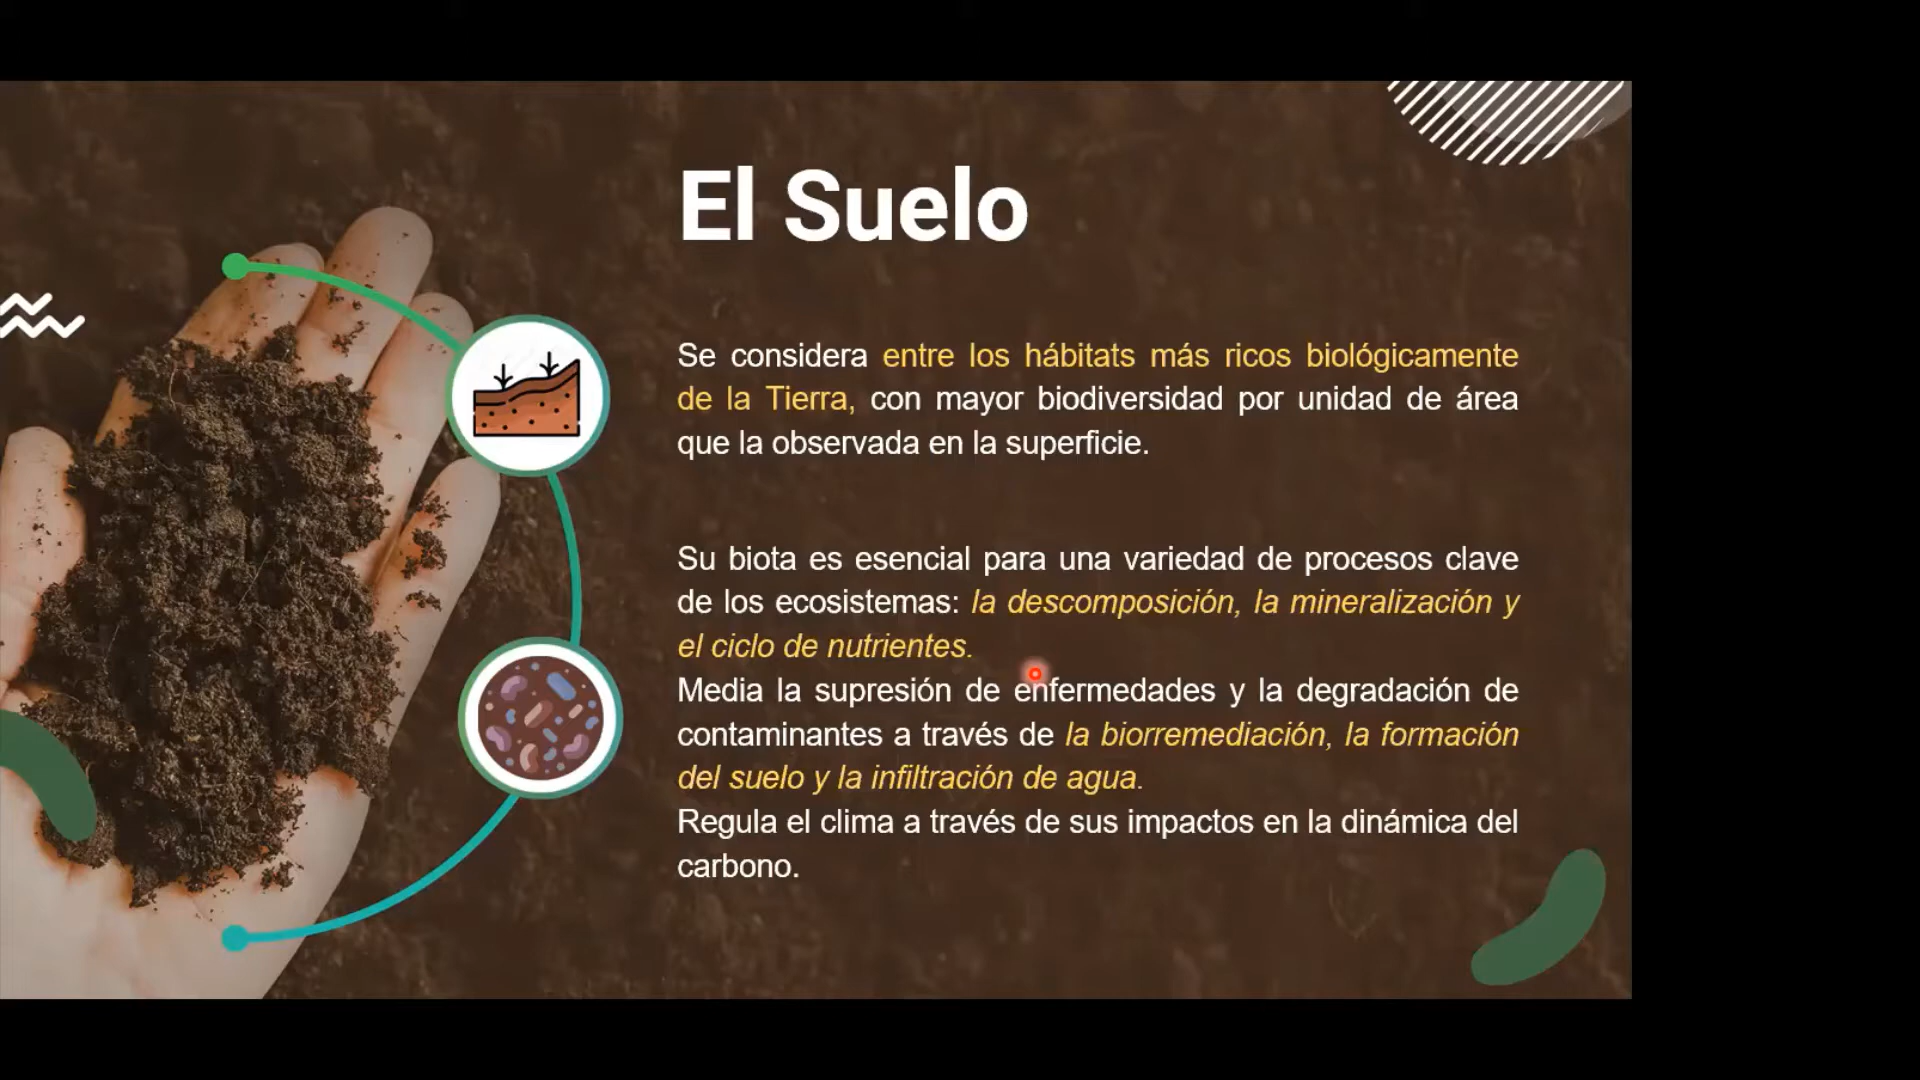 El Suelo
Se considera entre los hábitats más ricos biológicamente
de la Tierra, con mayor biodiversidad por unidad de área
que la observada en la superficie.
Su biota es esencial para una variedad de procesos clave
de los ecosistemas: la descomposición, la mineralización y
el ciclo de nutrientes.
Media la supresión de enfermedades y la degradación de
contaminantes a través de la biorremediación, la formación
del suelo y la infiltración de agua.
Regula el clima a través de sus impactos en la dinámica del
carbono.